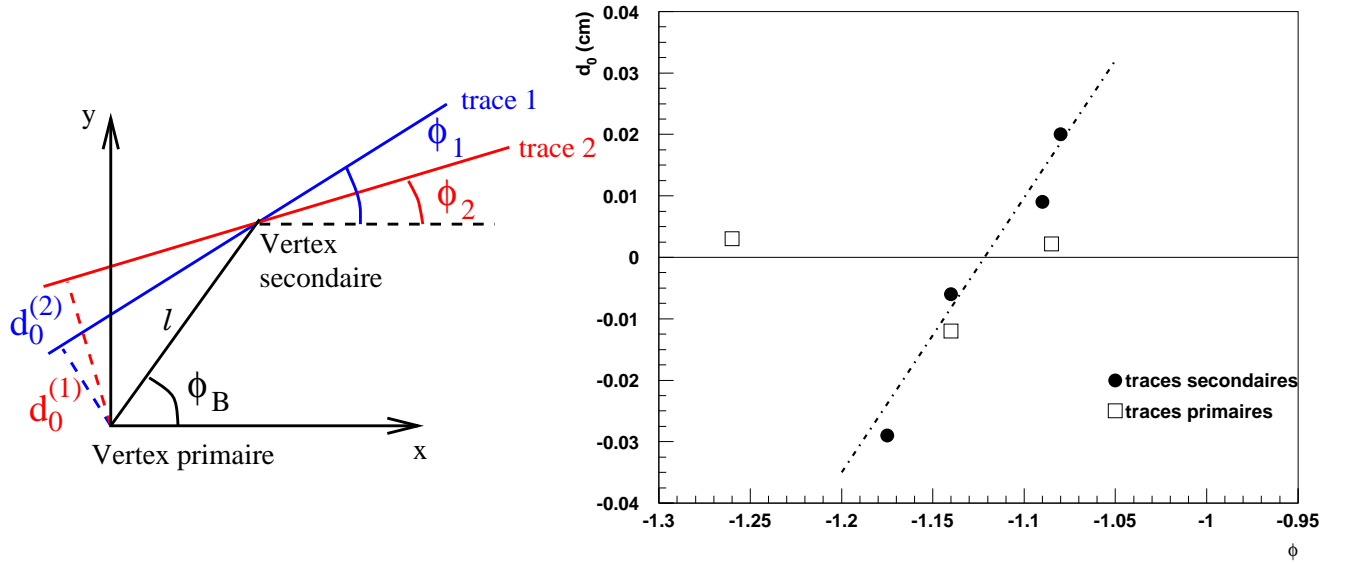 y
trace 1
ϕ1
trace 2
ϕ2
Vertex
secondaire
d0(2)
l
d0(1)
ϕB
x
Vertex primaire
d0 (cm)
0.04
0.03
0.02
0.01
0
-0.01
-0.02
-0.03
-0.04
traces secondaires
traces primaires
-1.3 -1.25 -1.2 -1.15 -1.1 -1.05 -1 -0.95
ϕ